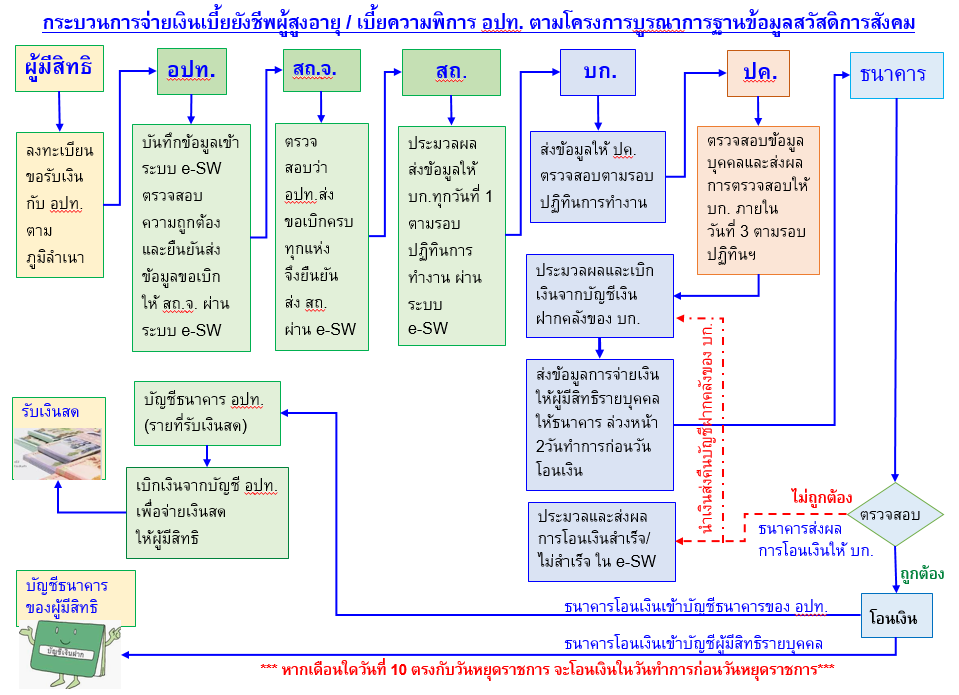 กระบวนการจ่ายเงินเบี้ยยังชีพผู้สูงอายุ / เบี้ยความพิการ อปท. ตามโครงการบูรณาการฐานข้อมูลสวัสดิการสังคม
ผู้มีสิทธิ
อปท.
สถ.จ.
สถ.
บก.
ปค.
ธนาคาร
ลงทะเบียน
ขอรับเงิน
กับ อปท.
ตาม
ภูมิลำเนา
บันทึกข้อมูลเข้า
ระบบ e-SW
ตรวจสอบ
ความถูกต้อง
และยืนยันส่ง
ข้อมูลขอเบิก
ให้ สถ.จ. ผ่าน
ระบบ e-SW
ตรวจ
สอบว่า
อปท.ส่ง
ขอเบิกครบ
ทุกแห่ง
จึงยืนยัน
ส่ง สถ.
ผ่าน e-SW
ประมวลผล
ส่งข้อมูลให้
บก.ทุกวันที่ 1
ตามรอบ
ปฏิทินการ
ทำงาน ผ่าน
ระบบ
e-SW
ส่งข้อมูลให้ ปค.
ตรวจสอบตามรอบ
ปฏิทินการทำงาน
ตรวจสอบข้อมูล
บุคคลและส่งผล
การตรวจสอบให้
บก. ภายใน
วันที่ 3 ตามรอบ
ปฏิทินฯ
ประมวลผลและเบิก
เงินจากบัญชีเงิน
ฝากคลังของ บก.
ส่งข้อมูลการจ่ายเงิน
ให้ผู้มีสิทธิรายบุคคล
ให้ธนาคาร ล่วงหน้า
2วันทำการก่อนวัน
โอนเงิน
นำเงินส่งคืนบัญชีฝากคลังของ บก.
ประมวลและส่งผล
การโอนเงินสำเร็จ/
ไม่สำเร็จ ใน e-SW
ไม่ถูกต้อง
ธนาคารส่งผล
การโอนเงินให้ บก.
ตรวจสอบ
ถูกต้อง
โอนเงิน
บัญชีธนาคาร อปท.
(รายที่รับเงินสด)
เบิกเงินจากบัญชี อปท.
เพื่อจ่ายเงินสด
ให้ผู้มีสิทธิ
รับเงินสด
บัญชีธนาคาร
ของผู้มีสิทธิ
บัญชีเงินฝาก
ธนาคารโอนเงินเข้าบัญชีธนาคารของ อปท.
ธนาคารโอนเงินเข้าบัญชีผู้มีสิทธิรายบุคคล
*** หากเดือนใดวันที่ 10 ตรงกับวันหยุดราชการ จะโอนเงินในวันทำการก่อนวันหยุดราชการ***